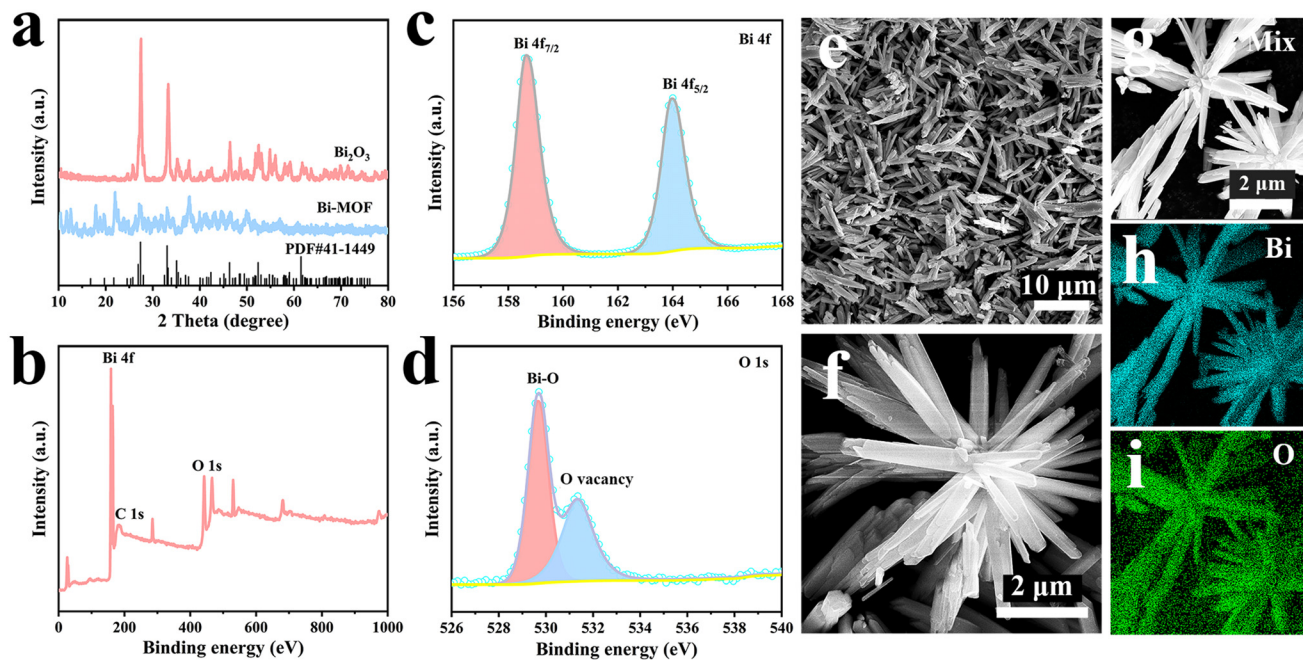 a
Intensity (a.u.)
Bi₂O₃
Bi-MOF
PDF#41-1449
10 20 30 40 50 60 70 80
2 Theta (degree)
b
Intensity (a.u.)
Bi 4f
C 1s
O 1s
0 200 400 600 800 1000
Binding energy (eV)
c
Intensity (a.u.)
Bi 4f₇/₂
Bi 4f₅/₂
Bi 4f
156 158 160 162 164 166 168
Binding energy (eV)
d
Intensity (a.u.)
Bi-O
O vacancy
O 1s
526 528 530 532 534 536 538 540
Binding energy (eV)
e
10 µm
f
2 µm
g
Mix
2 µm
h
Bi
i
O